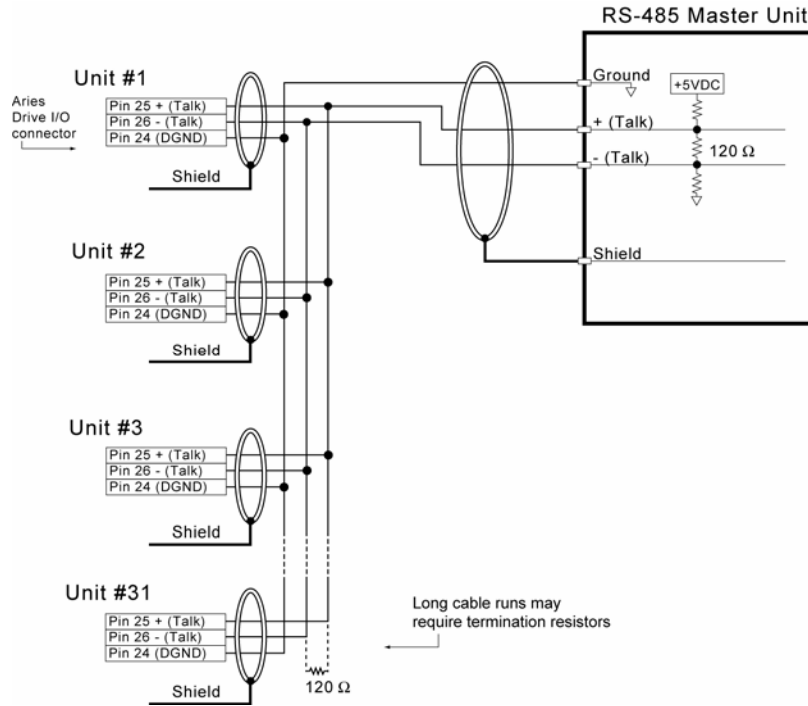 RS-485 Master Unit
Ground
+5VDC
+ (Talk)
120 Ω
- (Talk)
Shield
Aries
Drive I/O
connector
Unit #1
Pin 25 + (Talk)
Pin 26 - (Talk)
Pin 24 (DGND)
Shield
Unit #2
Pin 25 + (Talk)
Pin 26 - (Talk)
Pin 24 (DGND)
Shield
Unit #3
Pin 25 + (Talk)
Pin 26 - (Talk)
Pin 24 (DGND)
Shield
Unit #31
Pin 25 + (Talk)
Pin 26 - (Talk)
Pin 24 (DGND)
Shield
120 Ω
Long cable runs may
require termination resistors